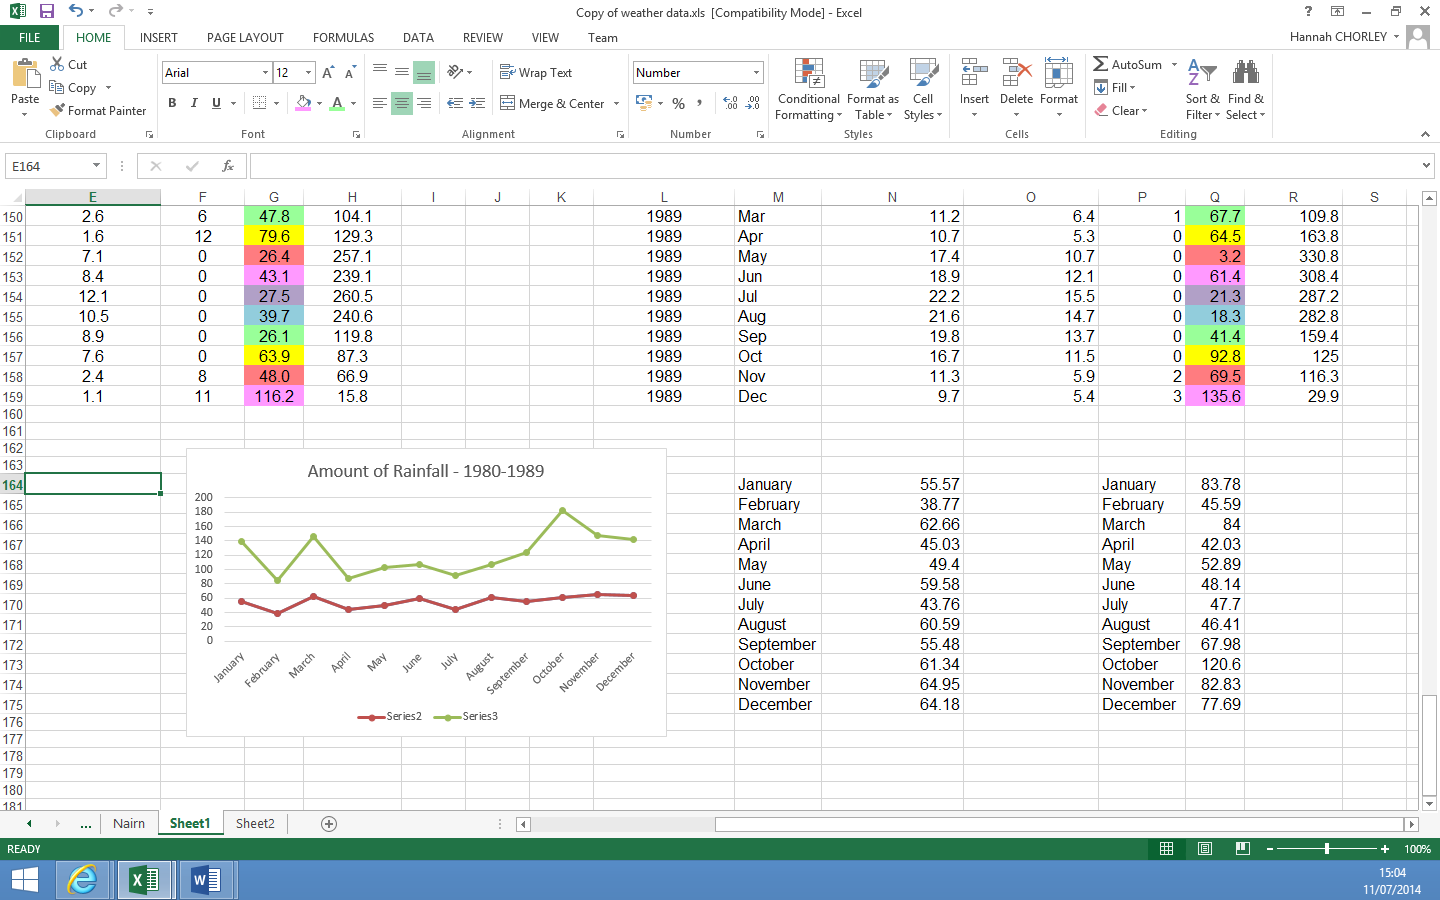 Copy of weather data.xls [Compatibility Mode] - Excel
?
FILE HOME INSERT PAGE LAYOUT FORMULAS DATA REVIEW VIEW Team
Hannah CHORLEY
Paste
Cut
Copy
Format Painter
Clipboard
Arial 12
B I U
Font
Wrap Text
Merge & Center
Alignment
Number
%
Number
Conditional Formatting
Format as Table
Cell Styles
Styles
Insert Delete Format
Cells
AutoSum
Fill
Clear
Sort & Filter
Find & Select
Editing
E164
fx
E F G H I J K L M N O P Q R S
150 2.6 6 47.8 104.1 1989 Mar 11.2 6.4 1 67.7 109.8
151 1.6 12 79.6 129.3 1989 Apr 10.7 5.3 0 64.5 163.8
152 7.1 0 26.4 257.1 1989 May 17.4 10.7 0 3.2 330.8
153 8.4 0 43.1 239.1 1989 Jun 18.9 12.1 0 61.4 308.4
154 12.1 0 27.5 260.5 1989 Jul 22.2 15.5 0 21.3 287.2
155 10.5 0 39.7 240.6 1989 Aug 21.6 14.7 0 18.3 282.8
156 8.9 0 26.1 119.8 1989 Sep 19.8 13.7 0 41.4 159.4
157 7.6 0 63.9 87.3 1989 Oct 16.7 11.5 0 92.8 125
158 2.4 8 48.0 66.9 1989 Nov 11.3 5.9 2 69.5 116.3
159 1.1 11 116.2 15.8 1989 Dec 9.7 5.4 3 135.6 29.9
160
161
162
163
164 January 55.57 January 83.78
165 February 38.77 February 45.59
166 March 62.66 March 84
167 April 45.03 April 42.03
168 May 49.4 May 52.89
169 June 59.58 June 48.14
170 July 43.76 July 47.7
171 August 60.59 August 46.41
172 September 55.48 September 67.98
173 October 61.34 October 120.6
174 November 64.95 November 82.83
175 December 64.18 December 77.69
176
177
178
179
180
181
Amount of Rainfall - 1980-1989
200
180
160
140
120
100
80
60
40
20
0
January February March April May June July August September October November December
Series2 Series3
... Nairn Sheet1 Sheet2
READY
100%
15:04
11/07/2014